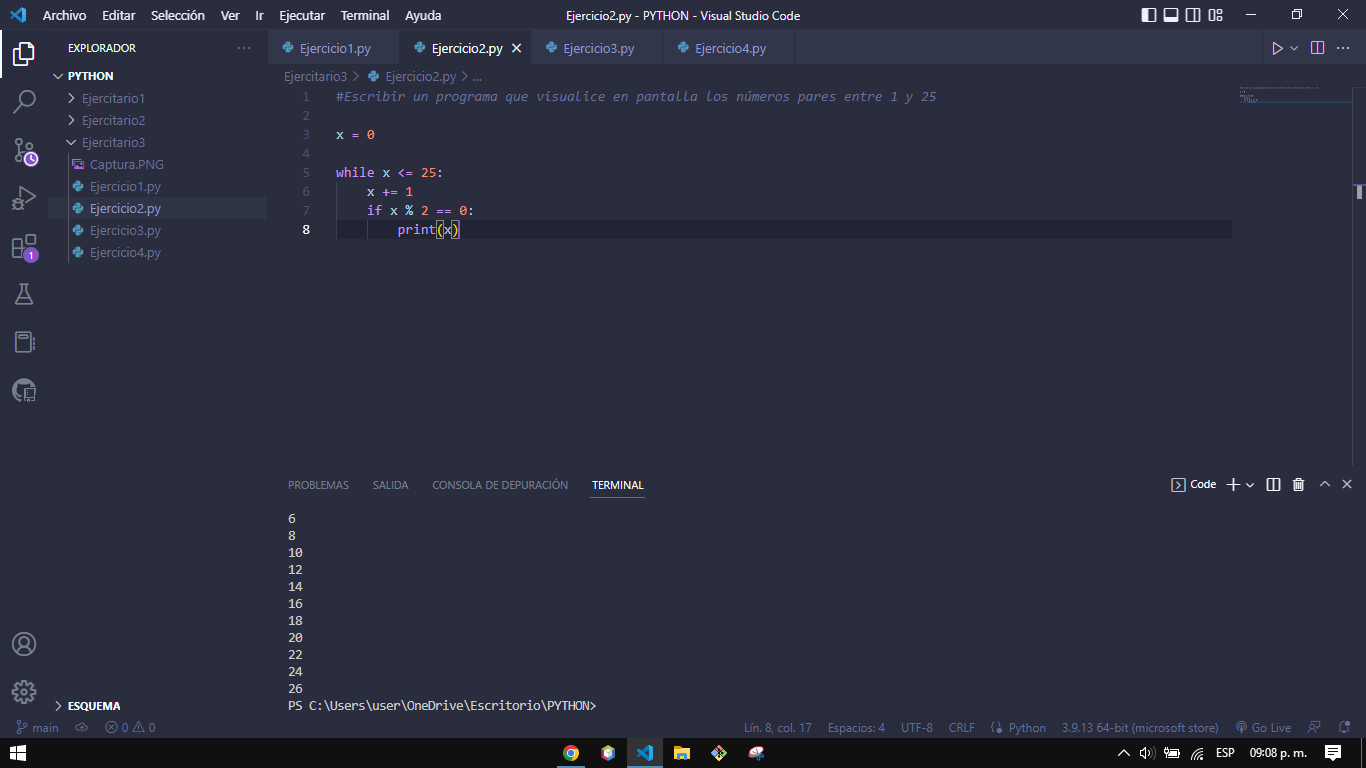 Archivo Editar Selección Ver Ir Ejecutar Terminal Ayuda Ejercicio2.py - PYTHON - Visual Studio Code
EXPLORADOR
PYTHON
Ejercitario1
Ejercitario2
Ejercitario3
Captura.PNG
Ejercicio1.py
Ejercicio2.py
Ejercicio3.py
Ejercicio4.py
ESQUEMA
1
Ejercicio1.py Ejercicio2.py Ejercicio3.py Ejercicio4.py
Ejercitario3 > Ejercicio2.py > ...
1 #Escribir un programa que visualice en pantalla los números pares entre 1 y 25
2
3 x = 0
4
5 while x <= 25:
6 x += 1
7 if x % 2 == 0:
8 print(x)
PROBLEMAS SALIDA CONSOLA DE DEPURACIÓN TERMINAL Code
6
8
10
12
14
16
18
20
22
24
26
PS C:\Users\user\OneDrive\Escritorio\PYTHON>
main 0 0 Lín. 8, col. 17 Espacios: 4 UTF-8 CRLF Python 3.9.13 64-bit (microsoft store) Go Live
ESP 09:08 p. m.